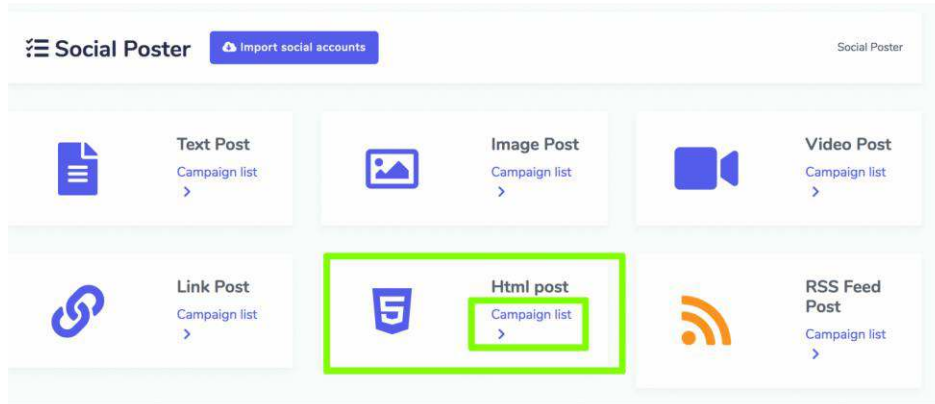 Social Poster
Import social accounts
Social Poster
Text Post
Campaign list
Image Post
Campaign list
Video Post
Campaign list
Link Post
Campaign list
Html post
Campaign list
RSS Feed
Post
Campaign list